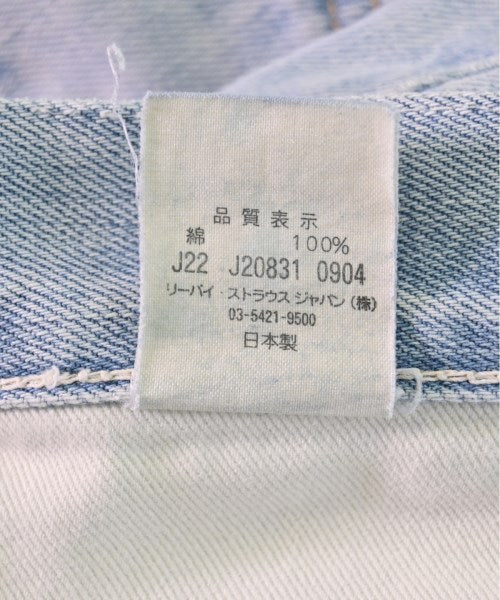 品質表示
綿 100%
J22 J20831 0904
リーバイ・ストラウス ジャパン(株)
03-5421-9500
日本製